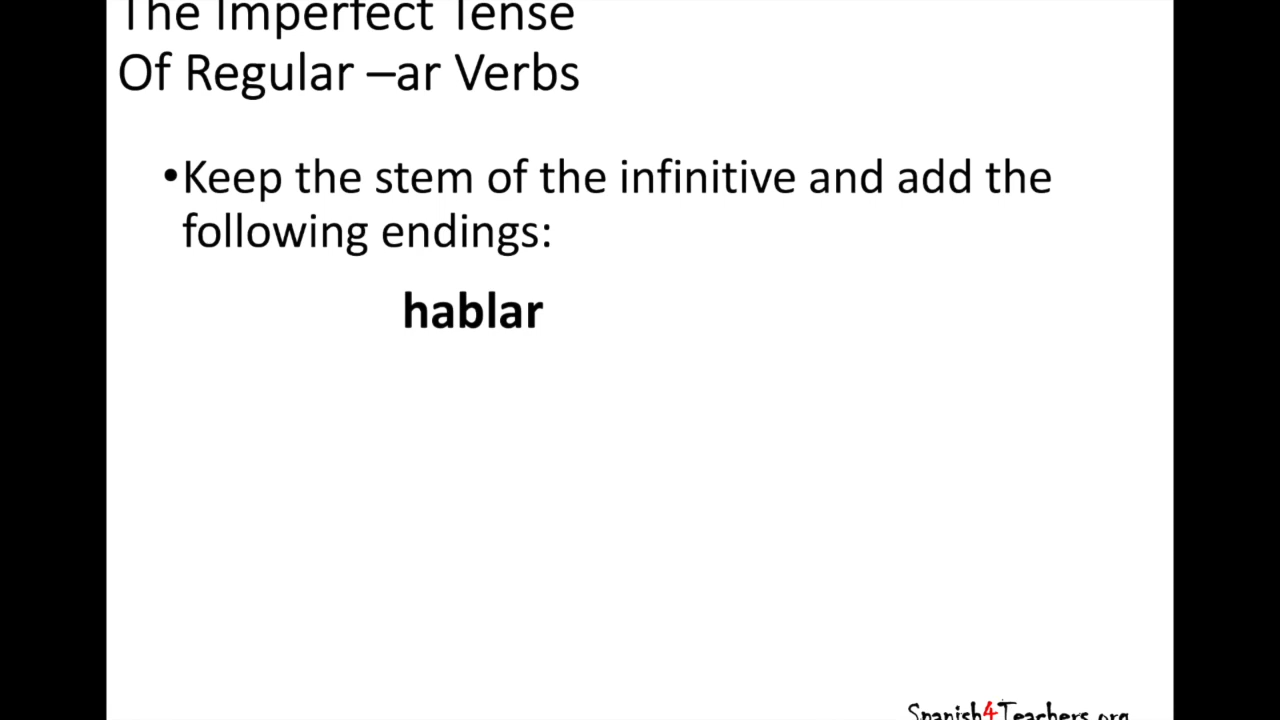 The Imperfect Tense
Of Regular –ar Verbs
•Keep the stem of the infinitive and add the
following endings:
hablar
Spanish4Teachers.org